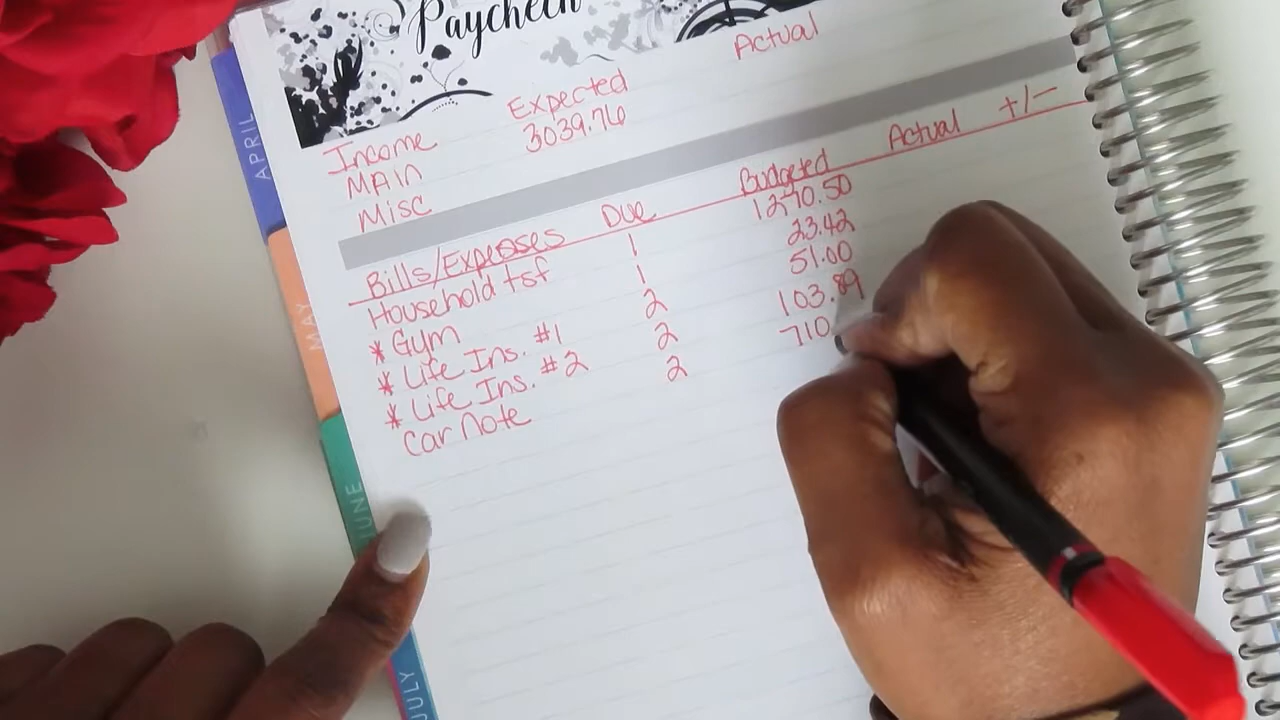 Paycheck
Expected Actual
Income 3039.76
MAIN
Misc
Bills/Expenses Due Budgeted Actual +/-
Household tsf 1 1270.50
* Gym 1 23.42
* Life Ins. #1 2 51.00
* Life Ins. #2 2 103.89
Car Note 2 710.
APRIL
MAY
JUNE
JULY